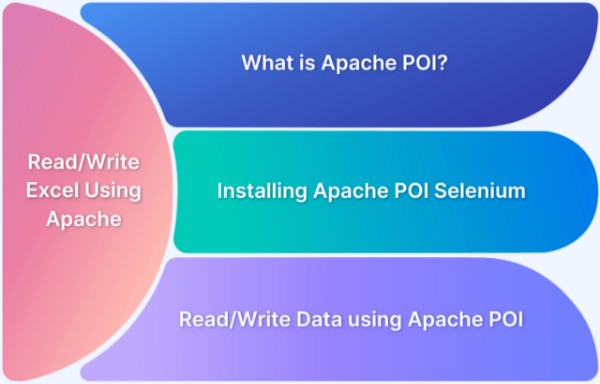 Read/Write
Excel Using
Apache
What is Apache POI?
Installing Apache POI Selenium
Read/Write Data using Apache POI